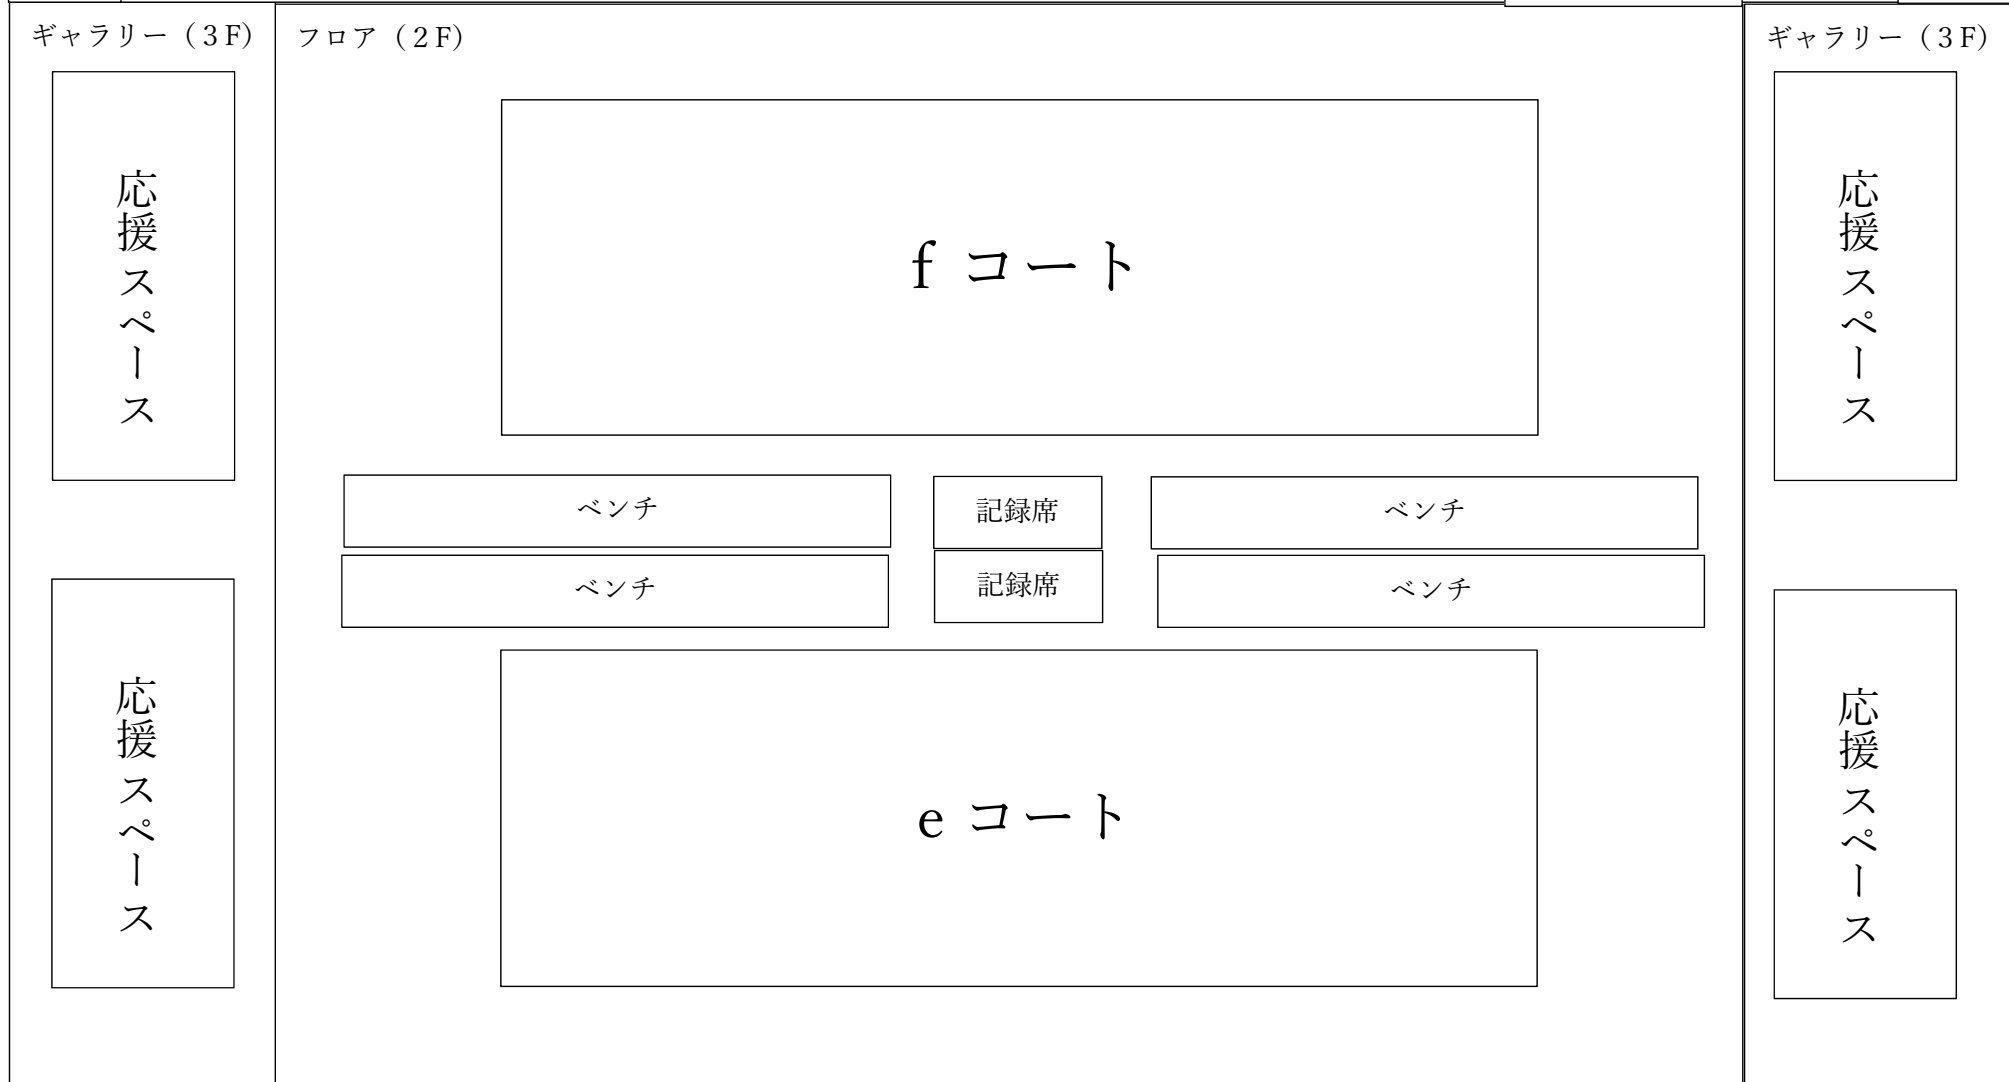 ギャラリー（３F）
フロア（２F）
ギャラリー（３F）
応援スペース
f コート
応援スペース
ベンチ
記録席
ベンチ
ベンチ
記録席
ベンチ
応援スペース
e コート
応援スペース